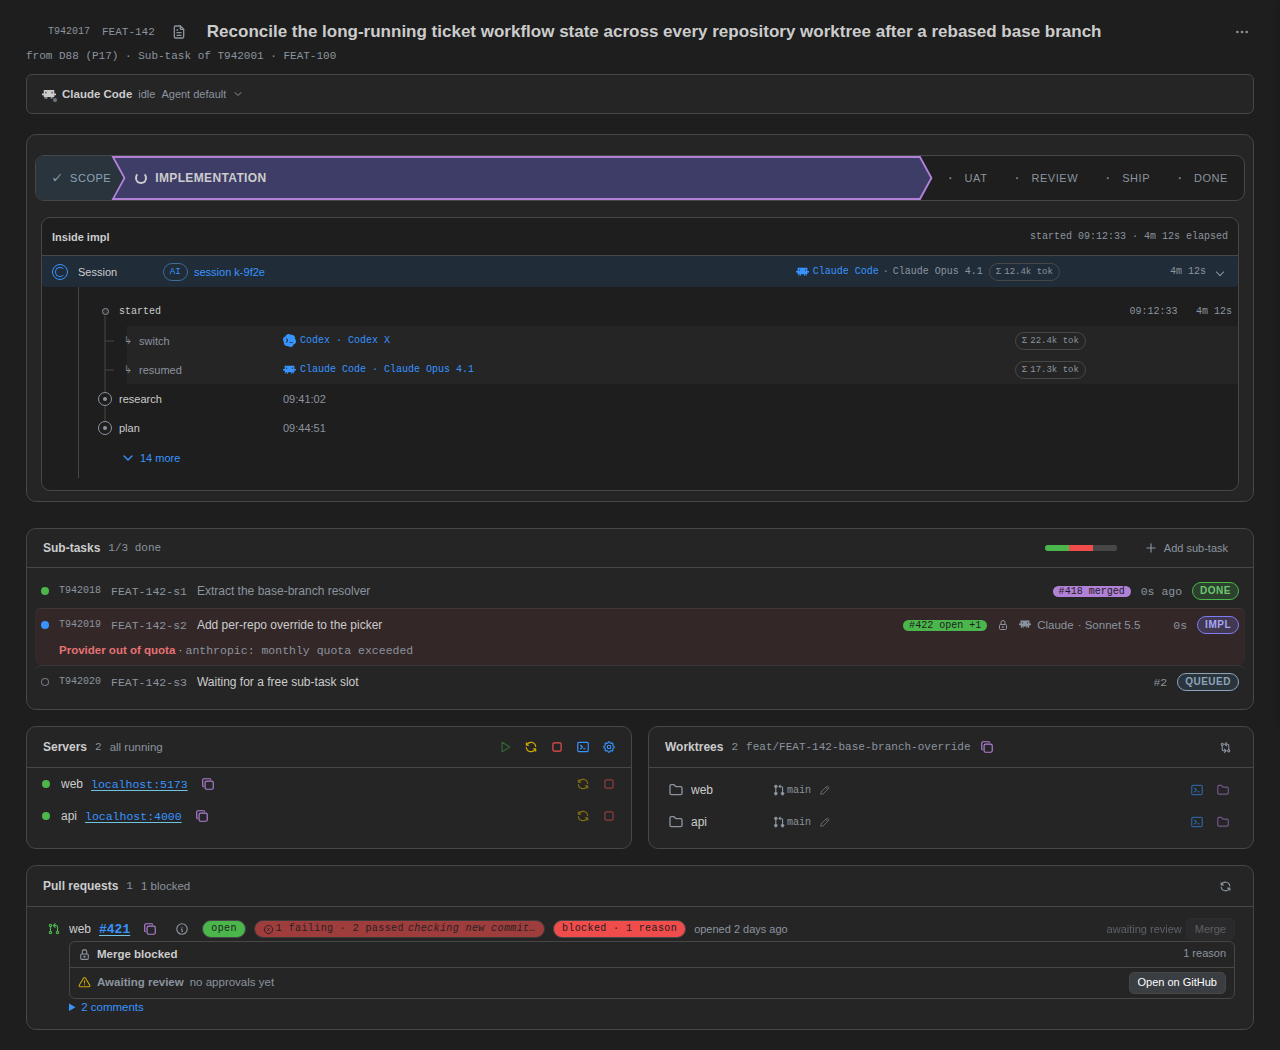 T942017 FEAT-142 Reconcile the long-running ticket workflow state across every repository worktree after a rebased base branch
from D88 (P17) · Sub-task of T942001 · FEAT-100
Claude Code idle Agent default
SCOPE IMPLEMENTATION · UAT · REVIEW · SHIP · DONE
Inside impl started 09:12:33 · 4m 12s elapsed
Session AI session k-9f2e Claude Code · Claude Opus 4.1 Σ 12.4k tok 4m 12s
started 09:12:33 4m 12s
↳ switch Codex · Codex X Σ 22.4k tok
↳ resumed Claude Code · Claude Opus 4.1 Σ 17.3k tok
research 09:41:02
plan 09:44:51
14 more
Sub-tasks 1/3 done Add sub-task
T942018 FEAT-142-s1 Extract the base-branch resolver #418 merged 0s ago DONE
T942019 FEAT-142-s2 Add per-repo override to the picker #422 open +1 Claude · Sonnet 5.5 0s IMPL
Provider out of quota · anthropic: monthly quota exceeded
T942020 FEAT-142-s3 Waiting for a free sub-task slot #2 QUEUED
Servers 2 all running
web localhost:5173
api localhost:4000
Worktrees 2 feat/FEAT-142-base-branch-override
web main
api main
Pull requests 1 1 blocked
web #421 open 1 failing · 2 passed checking new commit… blocked · 1 reason opened 2 days ago awaiting review Merge
Merge blocked 1 reason
Awaiting review no approvals yet Open on GitHub
2 comments